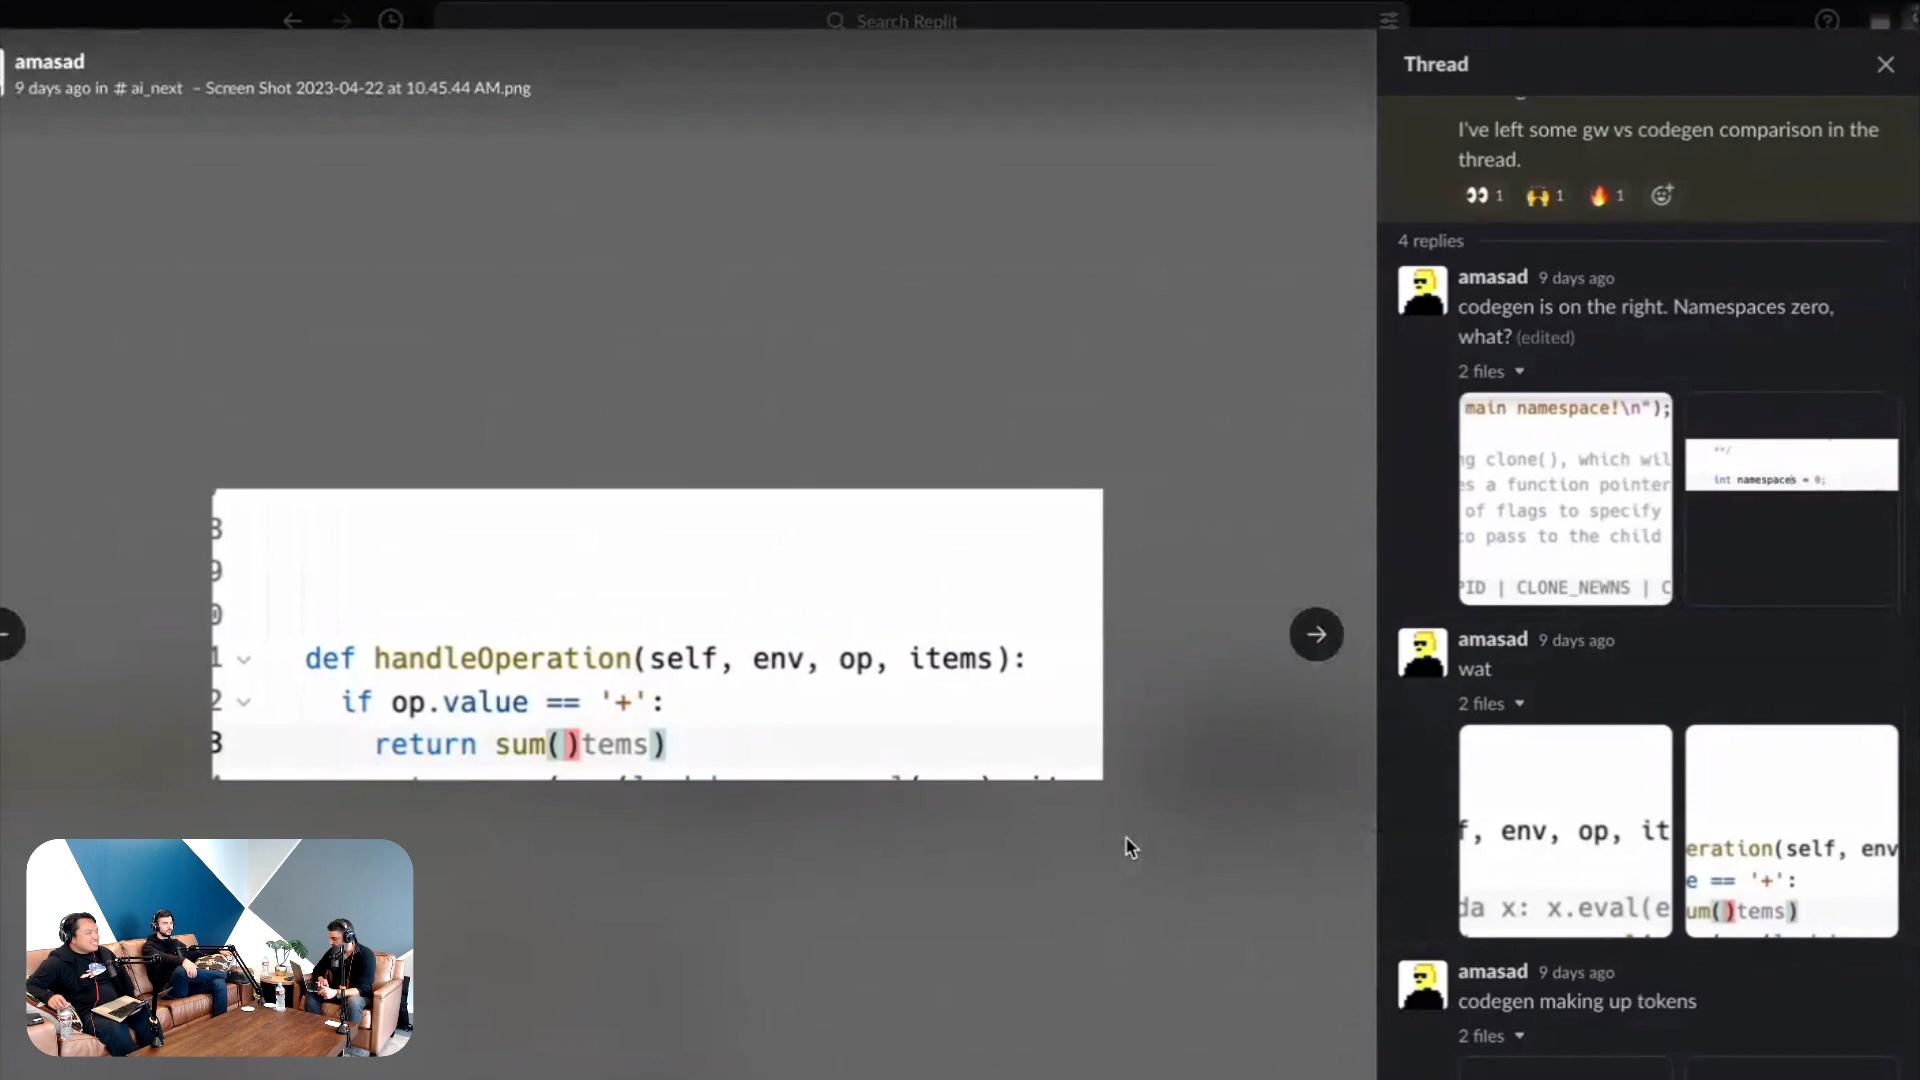 Search Replit
amasad
9 days ago in # ai_next – Screen Shot 2023-04-22 at 10.45.44 AM.png
def handleOperation(self, env, op, items):
if op.value == '+':
return sum()tems)
Thread
I've left some gw vs codegen comparison in the
thread.
1 1 1
4 replies
amasad 9 days ago
codegen is on the right. Namespaces zero,
what? (edited)
2 files
main namespace!\n");
ng clone(), which wil
es a function pointer
of flags to specify
to pass to the child
PID | CLONE_NEWNS | C
**/
int namespaces = 0;
amasad 9 days ago
wat
2 files
f, env, op, it
da x: x.eval(e
eration(self, env
e == '+':
um()tems)
amasad 9 days ago
codegen making up tokens
2 files